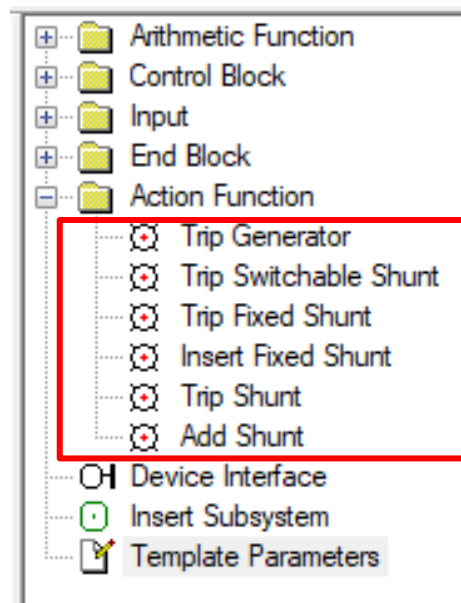 Arithmetic Function
Control Block
Input
End Block
Action Function
Trip Generator
Trip Switchable Shunt
Trip Fixed Shunt
Insert Fixed Shunt
Trip Shunt
Add Shunt
Device Interface
Insert Subsystem
Template Parameters